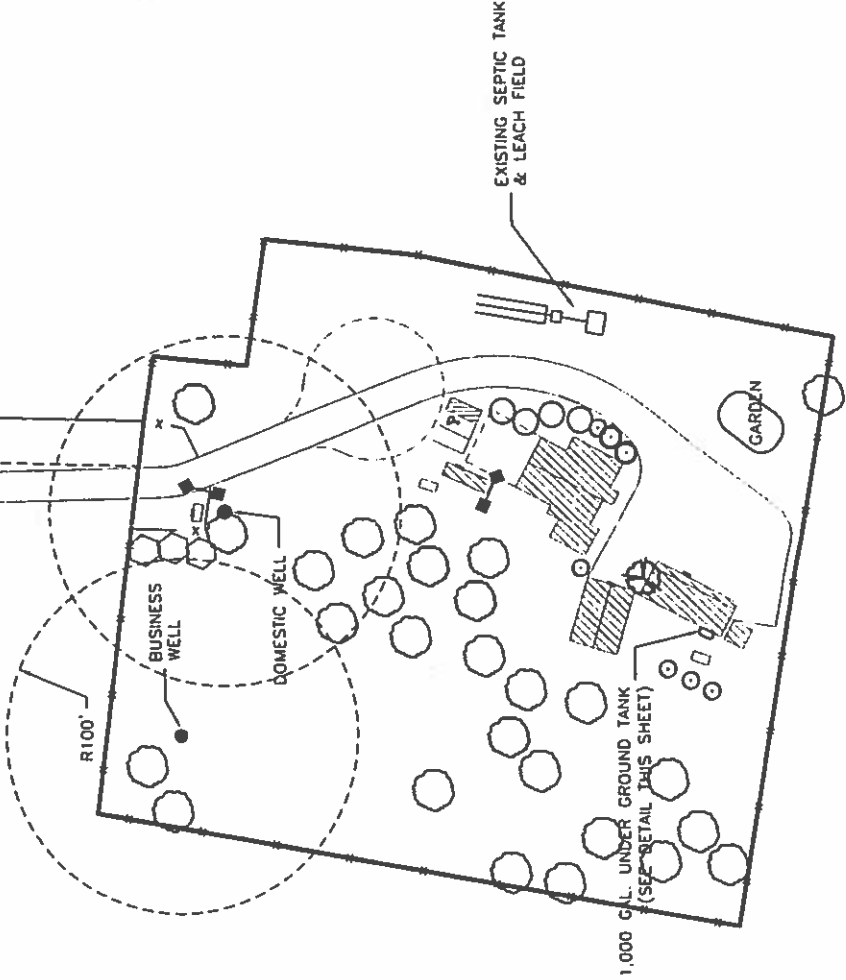 EXISTING SEPTIC TANK
& LEACH FIELD
GARDEN
x
x
P
DOMESTIC WELL
BUSINESS
WELL
R100'
1,000 GAL. UNDER GROUND TANK
(SEE DETAIL THIS SHEET)